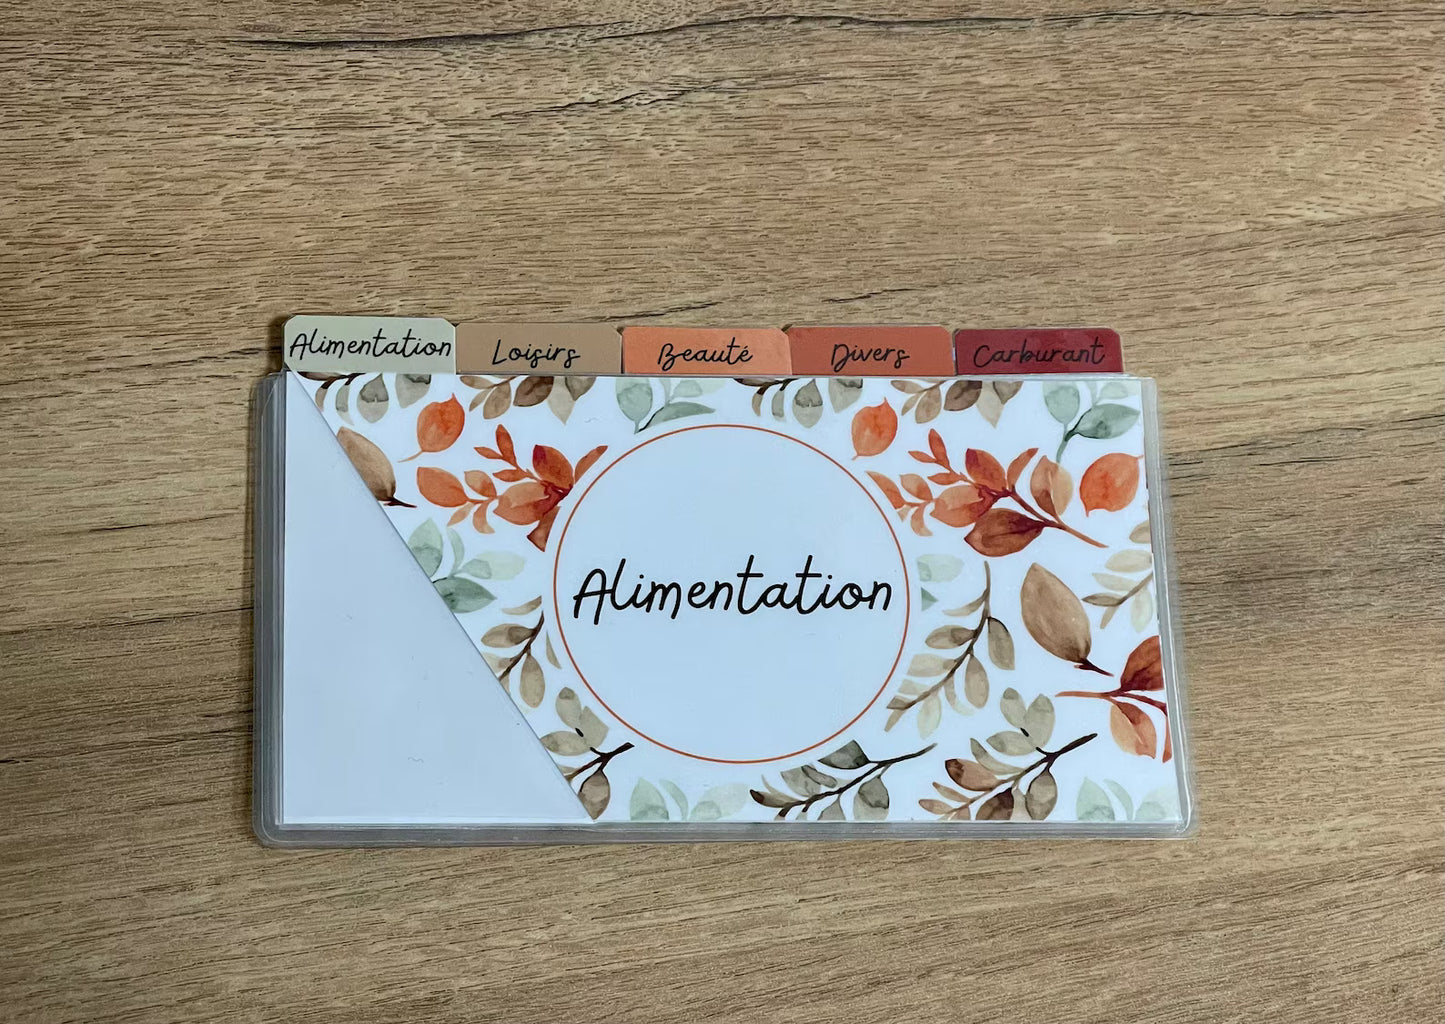 Alimentation
Loisirs
Beauté
Divers
Carburant
Alimentation